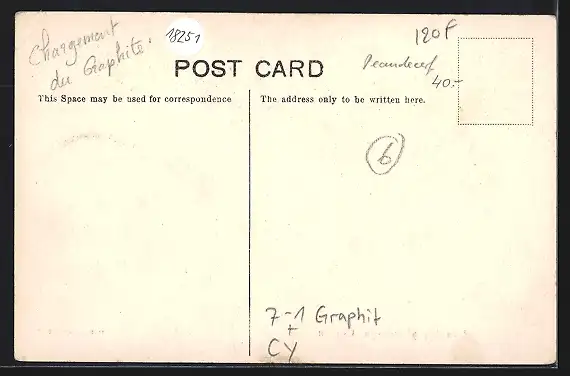 Chargement
du Graphite.
18251
120F
40.-
POST CARD
This Space may be used for correspondence
The address only to be written here.
6
7-1 Graphit
+
CY